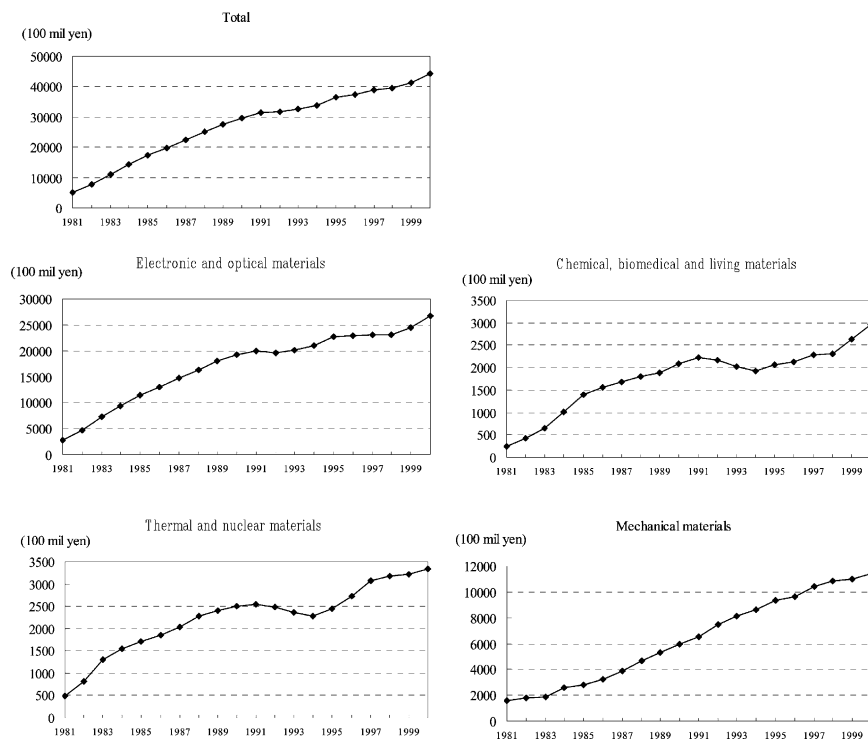 Total
(100 mil yen)
50000
40000
30000
20000
10000
0
1981 1983 1985 1987 1989 1991 1993 1995 1997 1999
Electronic and optical materials
(100 mil yen)
30000
25000
20000
15000
10000
5000
0
1981 1983 1985 1987 1989 1991 1993 1995 1997 1999
Chemical, biomedical and living materials
(100 mil yen)
3500
3000
2500
2000
1500
1000
500
0
1981 1983 1985 1987 1989 1991 1993 1995 1997 1999
Thermal and nuclear materials
(100 mil yen)
3500
3000
2500
2000
1500
1000
500
0
1981 1983 1985 1987 1989 1991 1993 1995 1997 1999
Mechanical materials
(100 mil yen)
12000
10000
8000
6000
4000
2000
0
1981 1983 1985 1987 1989 1991 1993 1995 1997 1999